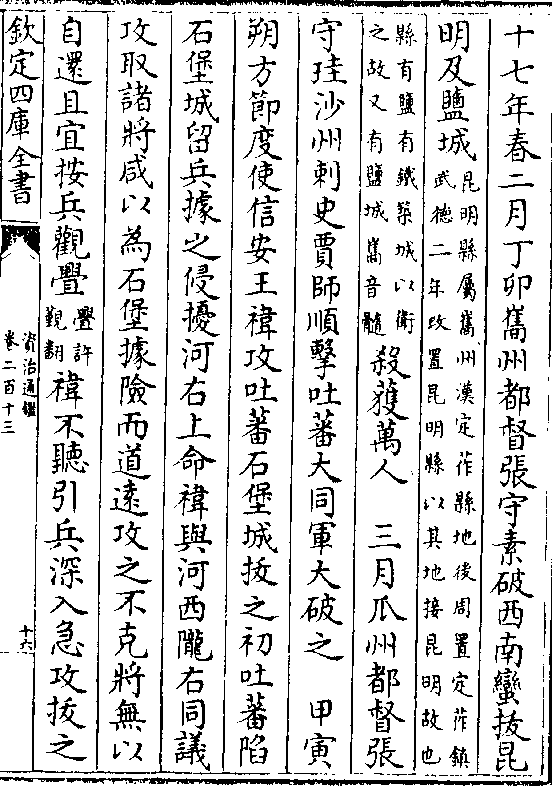 十七年春二月丁卯巂州都督張守素破西南蠻拔昆
明及鹽城
昆明縣屬巂州漢定莋縣地後周置定莋鎮
武德二年改置昆明縣以其地接昆明故也
縣有鹽有鐵築城以衛
之故又有鹽城巂音髓
殺獲萬人 三月瓜州都督張
守珪沙州刺史賈師順擊吐蕃大同軍大破之 甲寅
朔方節度使信安王禕攻吐蕃石堡城拔之初吐蕃陷
石堡城留兵據之侵擾河右上命禕與河西隴右同議
攻取諸將咸以為石堡據險而道遠攻之不克將無以
自還且宜按兵觀舋
舋許
覲翻
禕不聽引兵深入急攻拔之
欽定四庫全書
資治通鑑
卷二百十三
十六